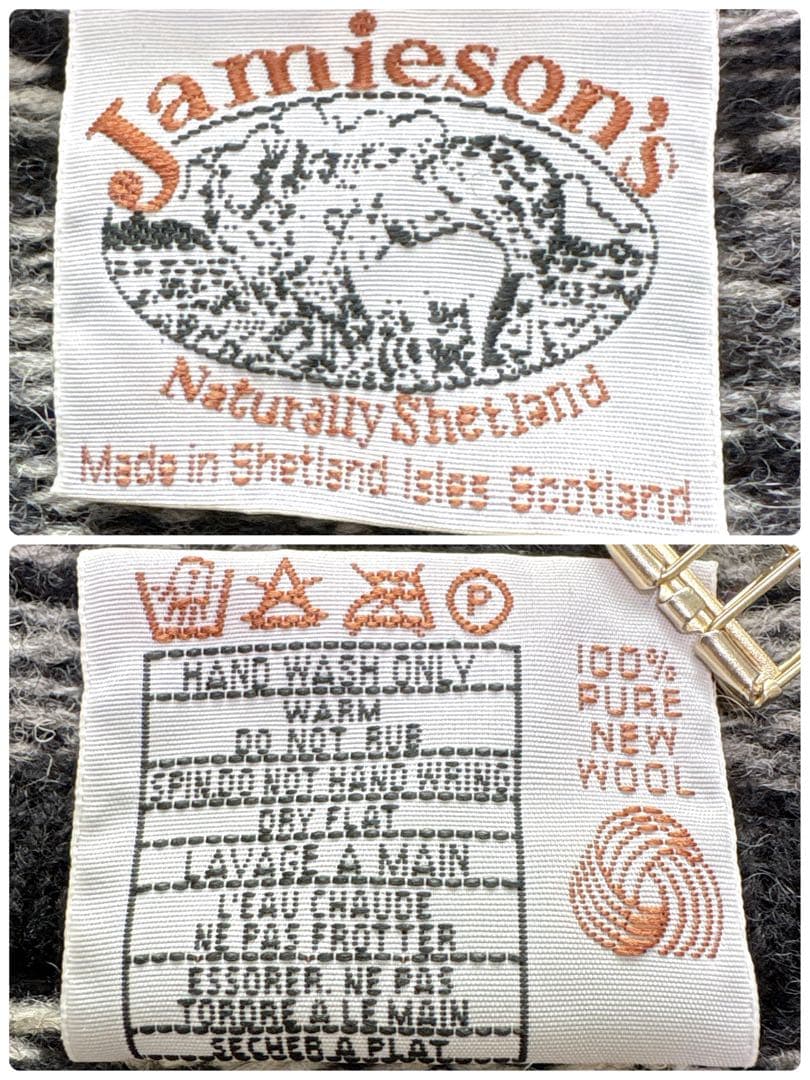 Jamieson's
Naturally Shetland
Made in Shetland Isles Scotland
P
HAND WASH ONLY
WARM
DO NOT RUB
SPIN.DO NOT HAND WRING
DRY FLAT
LAVAGE A MAIN
L'EAU CHAUDE
NE PAS FROTTER
ESSORER. NE PAS
TORDRE A LE MAIN
SECHER A PLAT
100%
PURE
NEW
WOOL